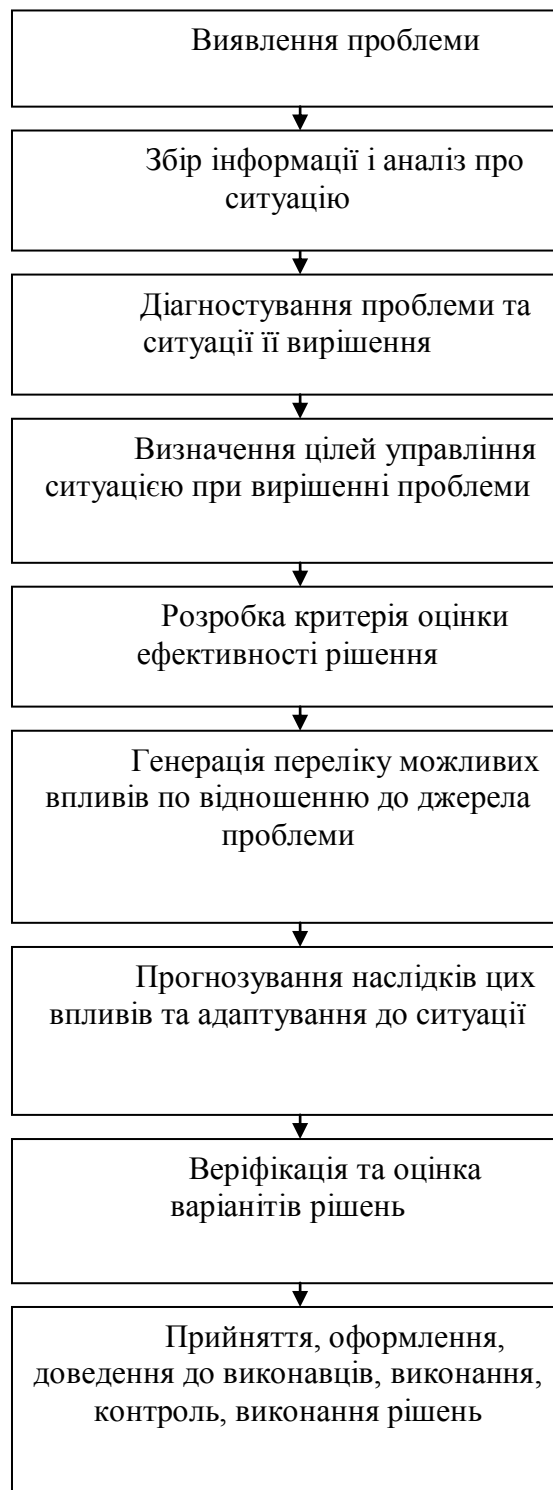 Виявлення проблеми
Збір інформації і аналіз про
ситуацію
Діагностування проблеми та
ситуації її вирішення
Визначення цілей управління
ситуацією при вирішенні проблеми
Розробка критерія оцінки
ефективності рішення
Генерація переліку можливих
впливів по відношенню до джерела
проблеми
Прогнозування наслідків цих
впливів та адаптування до ситуації
Веріфікація та оцінка
варіанітів рішень
Прийняття, оформлення,
доведення до виконавців, виконання,
контроль, виконання рішень